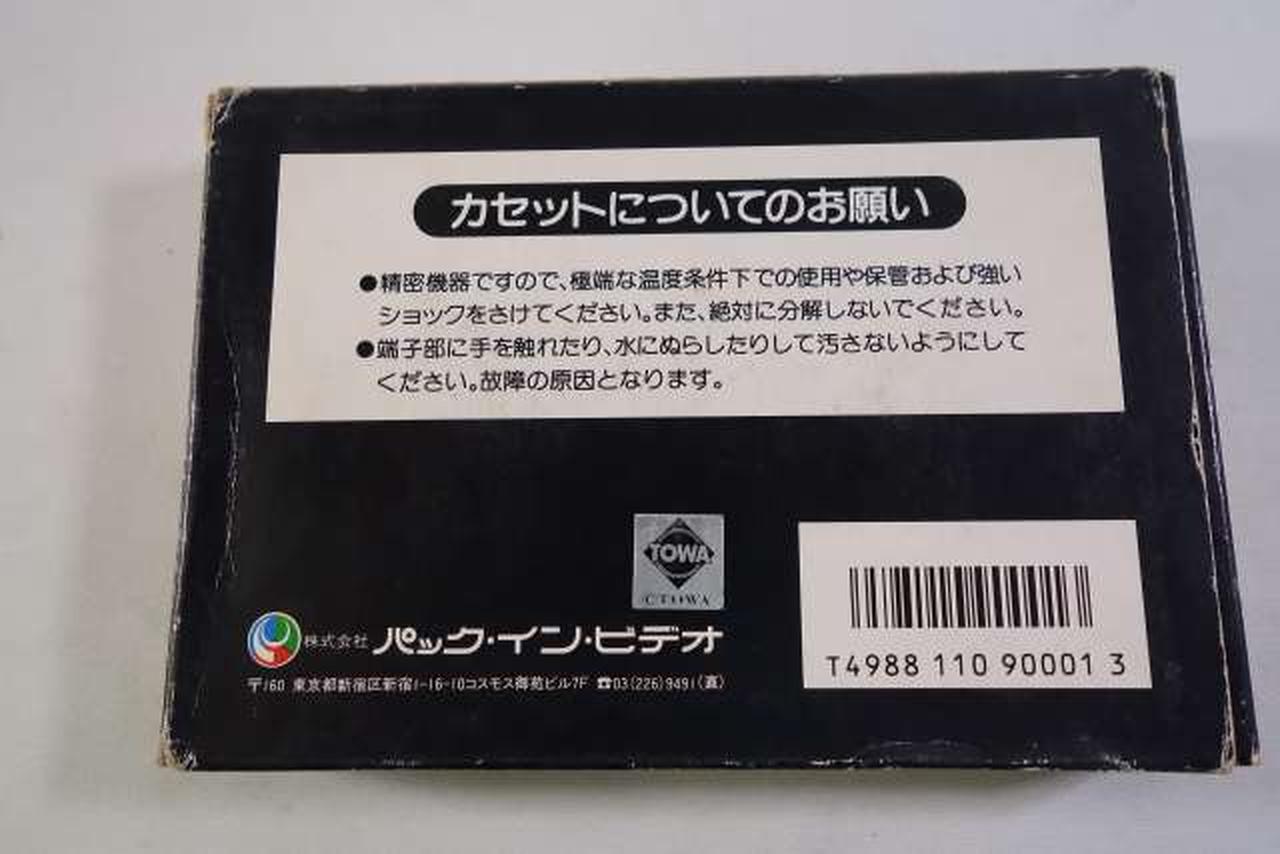 カセットについてのお願い
●精密機器ですので、極端な温度条件下での使用や保管および強い
ショックをさけてください。また、絶対に分解しないでください。
●端子部に手を触れたり、水にぬらしたりして汚さないようにして
ください。故障の原因となります。
TOWA
©TOWA
株式会社 パック・イン・ビデオ
〒160 東京都新宿区新宿1-16-10コスモス御苑ビル7F ☎03(226)9491(直)
T4988 110 90001 3